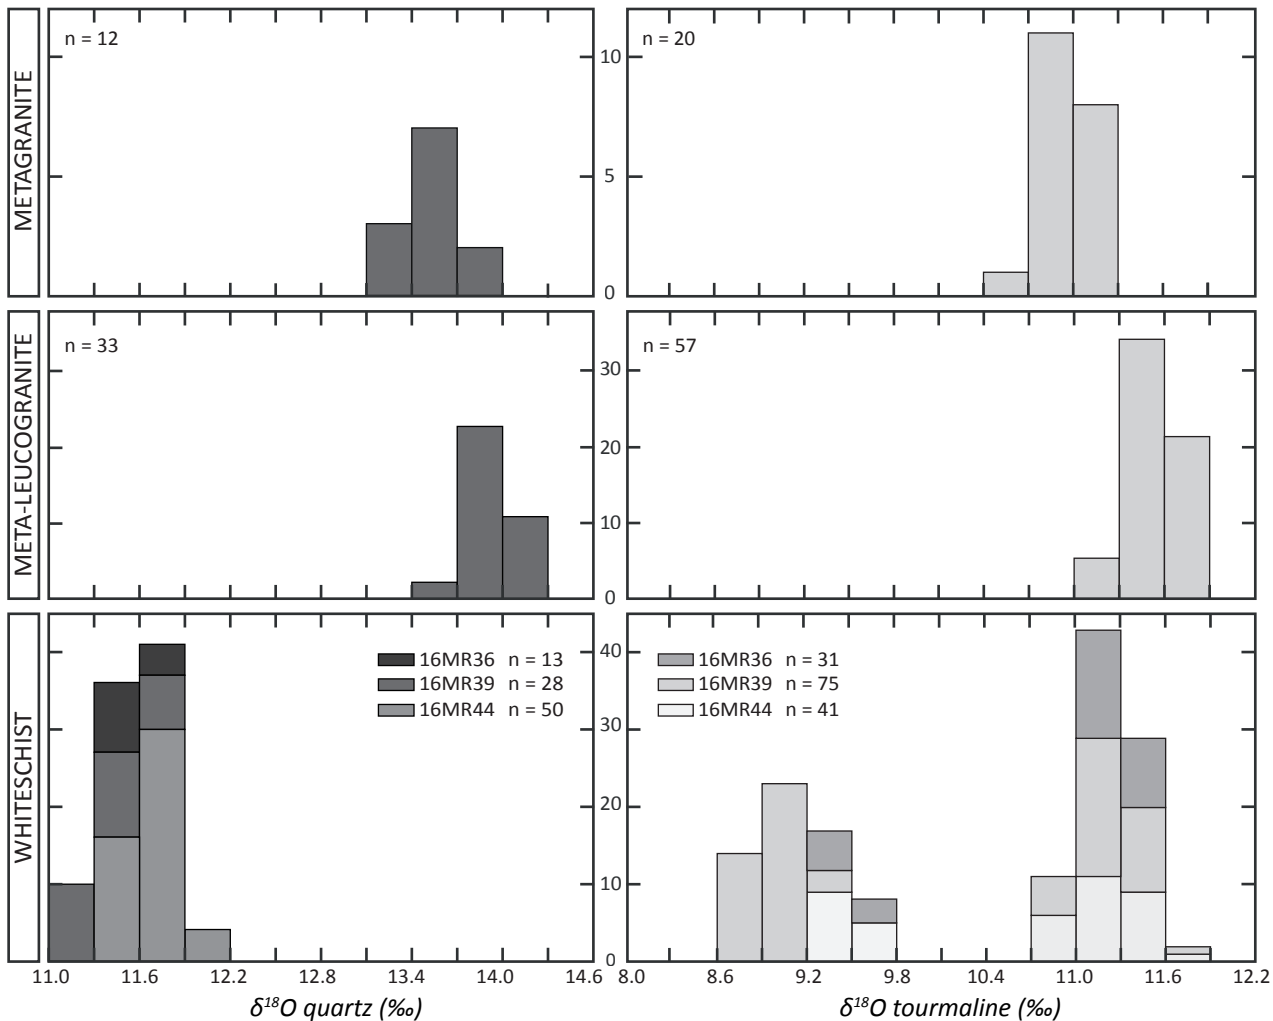 METAGRANITE
n = 12
n = 20
10
5
0
META-LEUCOGRANITE
n = 33
n = 57
30
20
10
0
WHITESCHIST
16MR36 n = 13
16MR39 n = 28
16MR44 n = 50
16MR36 n = 31
16MR39 n = 75
16MR44 n = 41
40
30
20
10
0
11.0 11.6 12.2 12.8 13.4 14.0 14.6
8.0 8.6 9.2 9.8 10.4 11.0 11.6 12.2
δ¹⁸O quartz (‰)
δ¹⁸O tourmaline (‰)